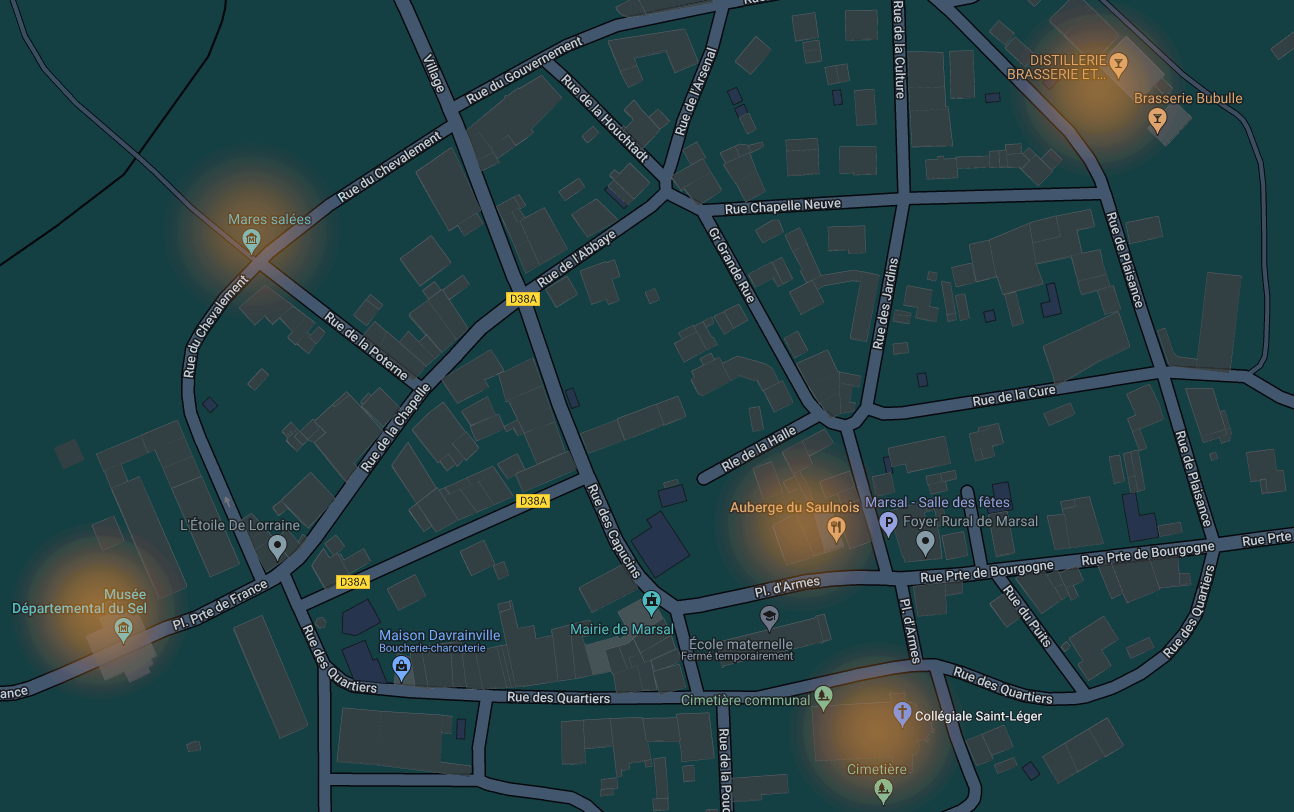 Rue du Gouvernement
Village
Rue de la Houchtadt
Rue de l'Arsenal
Rue de la Culture
DISTILLERIE
BRASSERIE ET...
Brasserie Bubulle
Rue du Chevalement
Mares salées
Rue Chapelle Neuve
Rue de l'Abbaye
Gr Grande Rue
Rue de Plaisance
D38A
Rue du Chevalement
Rue de la Poterne
Rue des Jardins
Rue de la Chapelle
Rue de la Cure
Rle de la Halle
Rue de Plaisance
D38A
Rue des Capucins
Auberge du Saulnois
Marsal - Salle des fêtes
P
Foyer Rural de Marsal
L'Étoile De Lorraine
Rue Prte de Bourgogne
Rue Prte
Rue Prte de Bourgogne
D38A
Pl. d'Armes
Musée
Départemental du Sel
Pl. Prte de France
Rue du Puits
Rue des Quartiers
Pl. d'Armes
Mairie de Marsal
Maison Davrainville
Boucherie-charcuterie
École maternelle
Fermé temporairement
Rue des Quartiers
ance
Rue des Quartiers
Cimetière communal
Rue des Quartiers
Collégiale Saint-Léger
Rue de la Poud
Cimetière